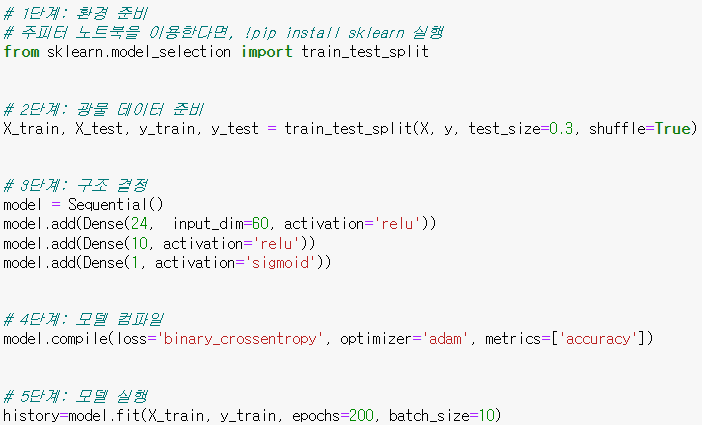 # 1단계: 환경 준비
# 주피터 노트북을 이용한다면, !pip install sklearn 실행
from sklearn.model_selection import train_test_split
# 2단계: 광물 데이터 준비
X_train, X_test, y_train, y_test = train_test_split(X, y, test_size=0.3, shuffle=True)
# 3단계: 구조 결정
model = Sequential()
model.add(Dense(24,  input_dim=60, activation='relu'))
model.add(Dense(10, activation='relu'))
model.add(Dense(1, activation='sigmoid'))
# 4단계: 모델 컴파일
model.compile(loss='binary_crossentropy', optimizer='adam', metrics=['accuracy'])
# 5단계: 모델 실행
history=model.fit(X_train, y_train, epochs=200, batch_size=10)